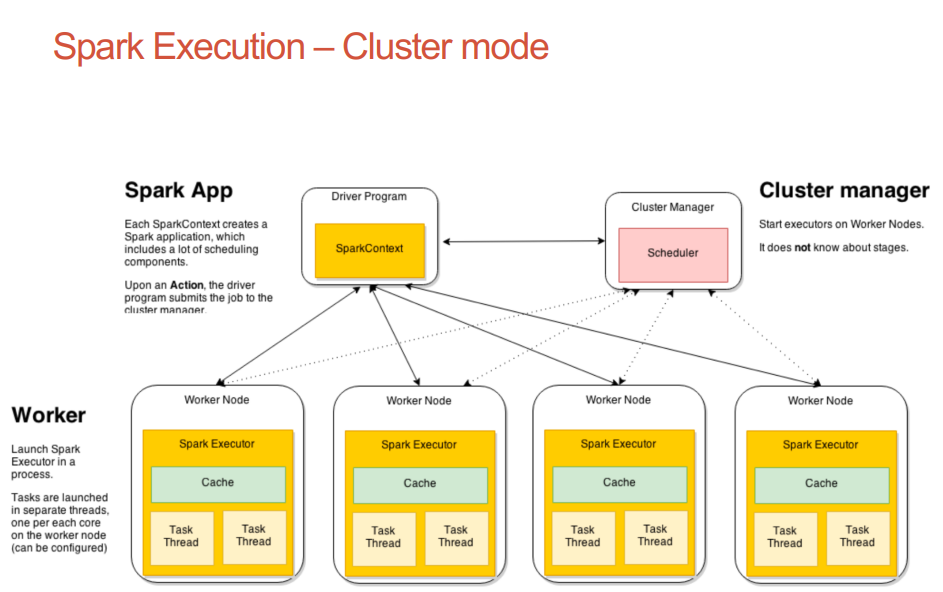 Spark Execution – Cluster mode
Spark App
Each SparkContext creates a
Spark application, which
includes a lot of scheduling
components.
Upon an Action, the driver
program submits the job to the
cluster manager.
Driver Program
SparkContext
Cluster Manager
Scheduler
Cluster manager
Start executors on Worker Nodes.
It does not know about stages.
Worker
Launch Spark
Executor in a
process.
Tasks are launched
in separate threads,
one per each core
on the worker node
(can be configured)
Worker Node
Spark Executor
Cache
Task
Thread
Task
Thread
Worker Node
Spark Executor
Cache
Task
Thread
Task
Thread
Worker Node
Spark Executor
Cache
Task
Thread
Task
Thread
Worker Node
Spark Executor
Cache
Task
Thread
Task
Thread